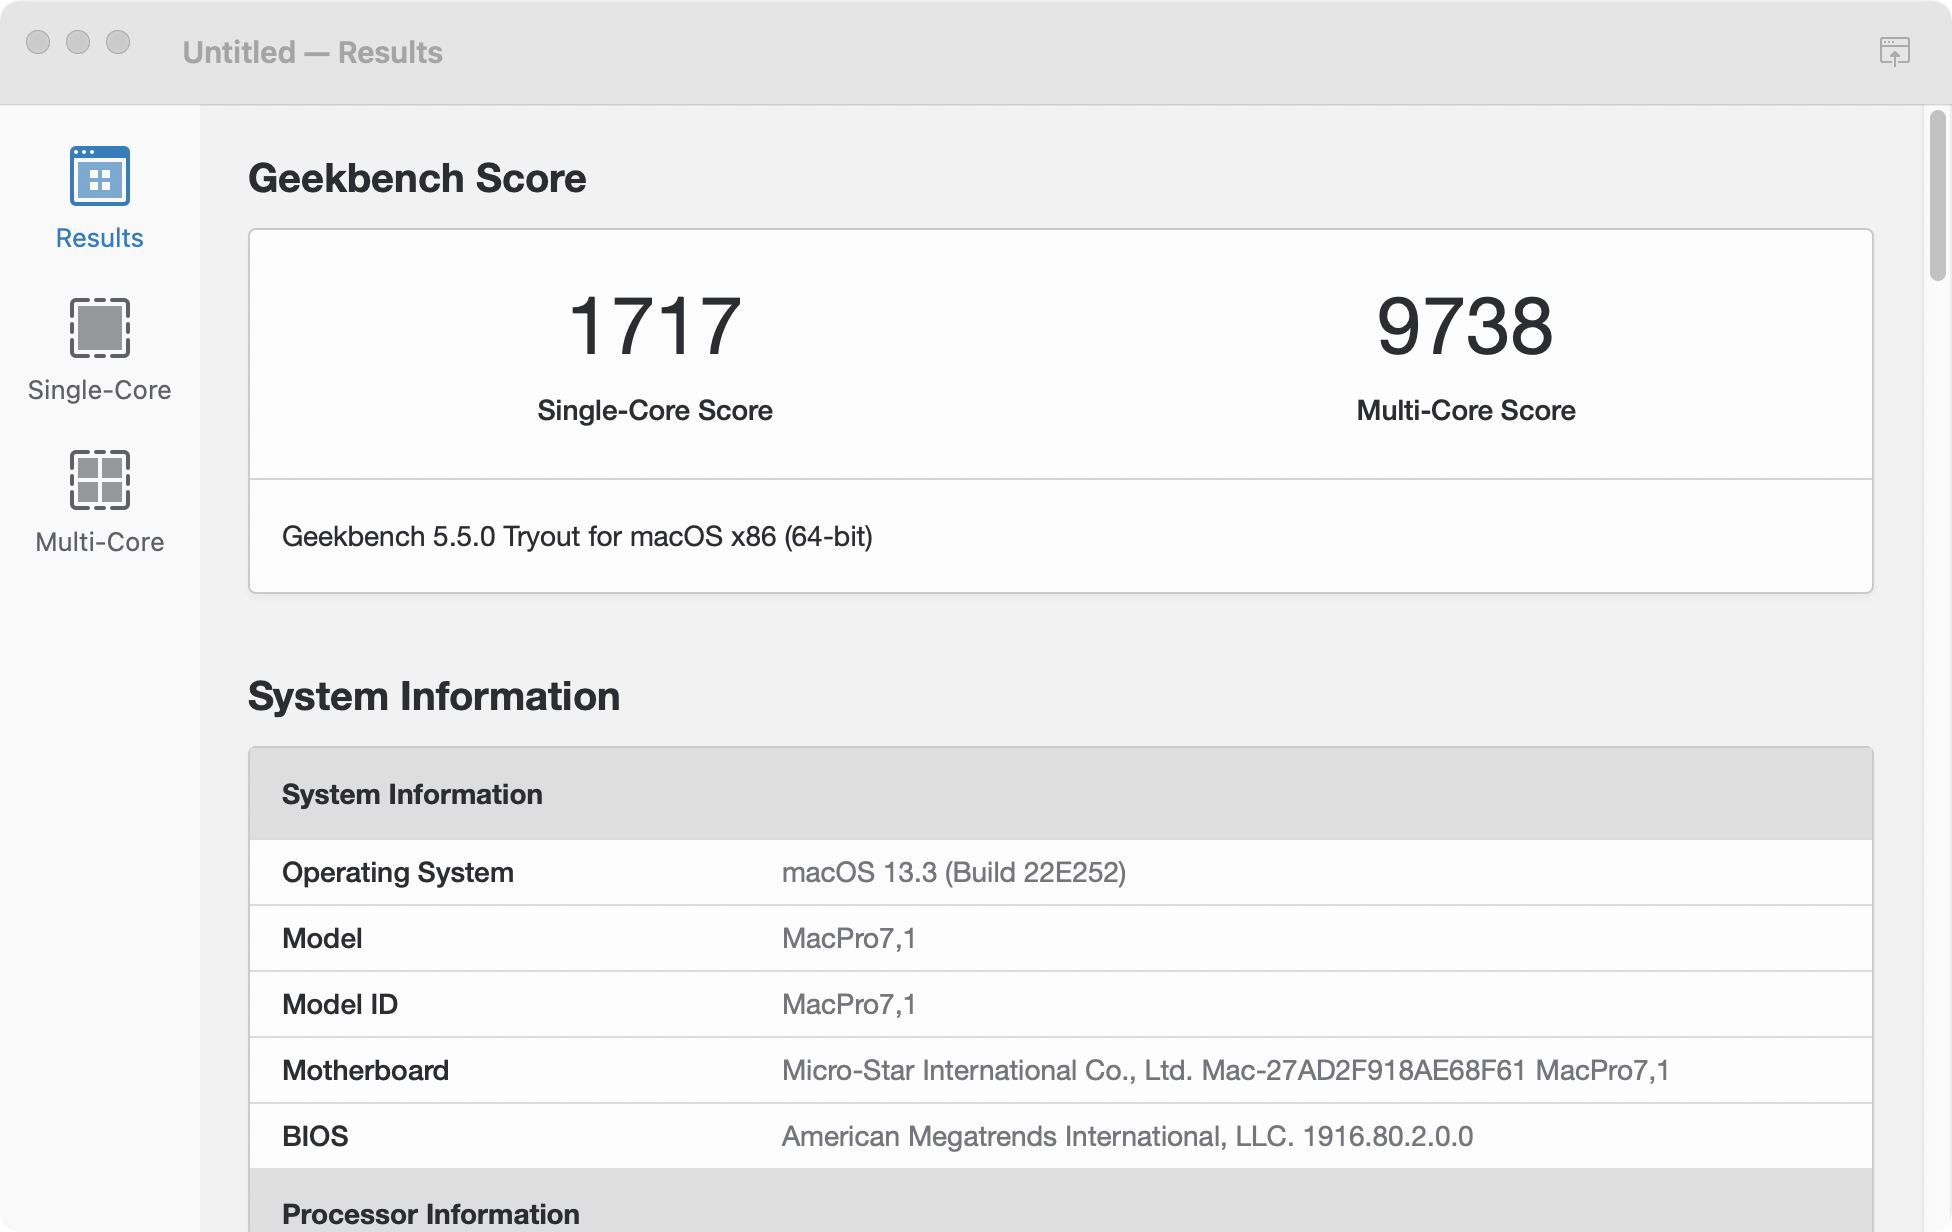 Untitled — Results
Results
Single-Core
Multi-Core
Geekbench Score
1717
Single-Core Score
9738
Multi-Core Score
Geekbench 5.5.0 Tryout for macOS x86 (64-bit)
System Information
System Information
Operating System macOS 13.3 (Build 22E252)
Model MacPro7,1
Model ID MacPro7,1
Motherboard Micro-Star International Co., Ltd. Mac-27AD2F918AE68F61 MacPro7,1
BIOS American Megatrends International, LLC. 1916.80.2.0.0
Processor Information